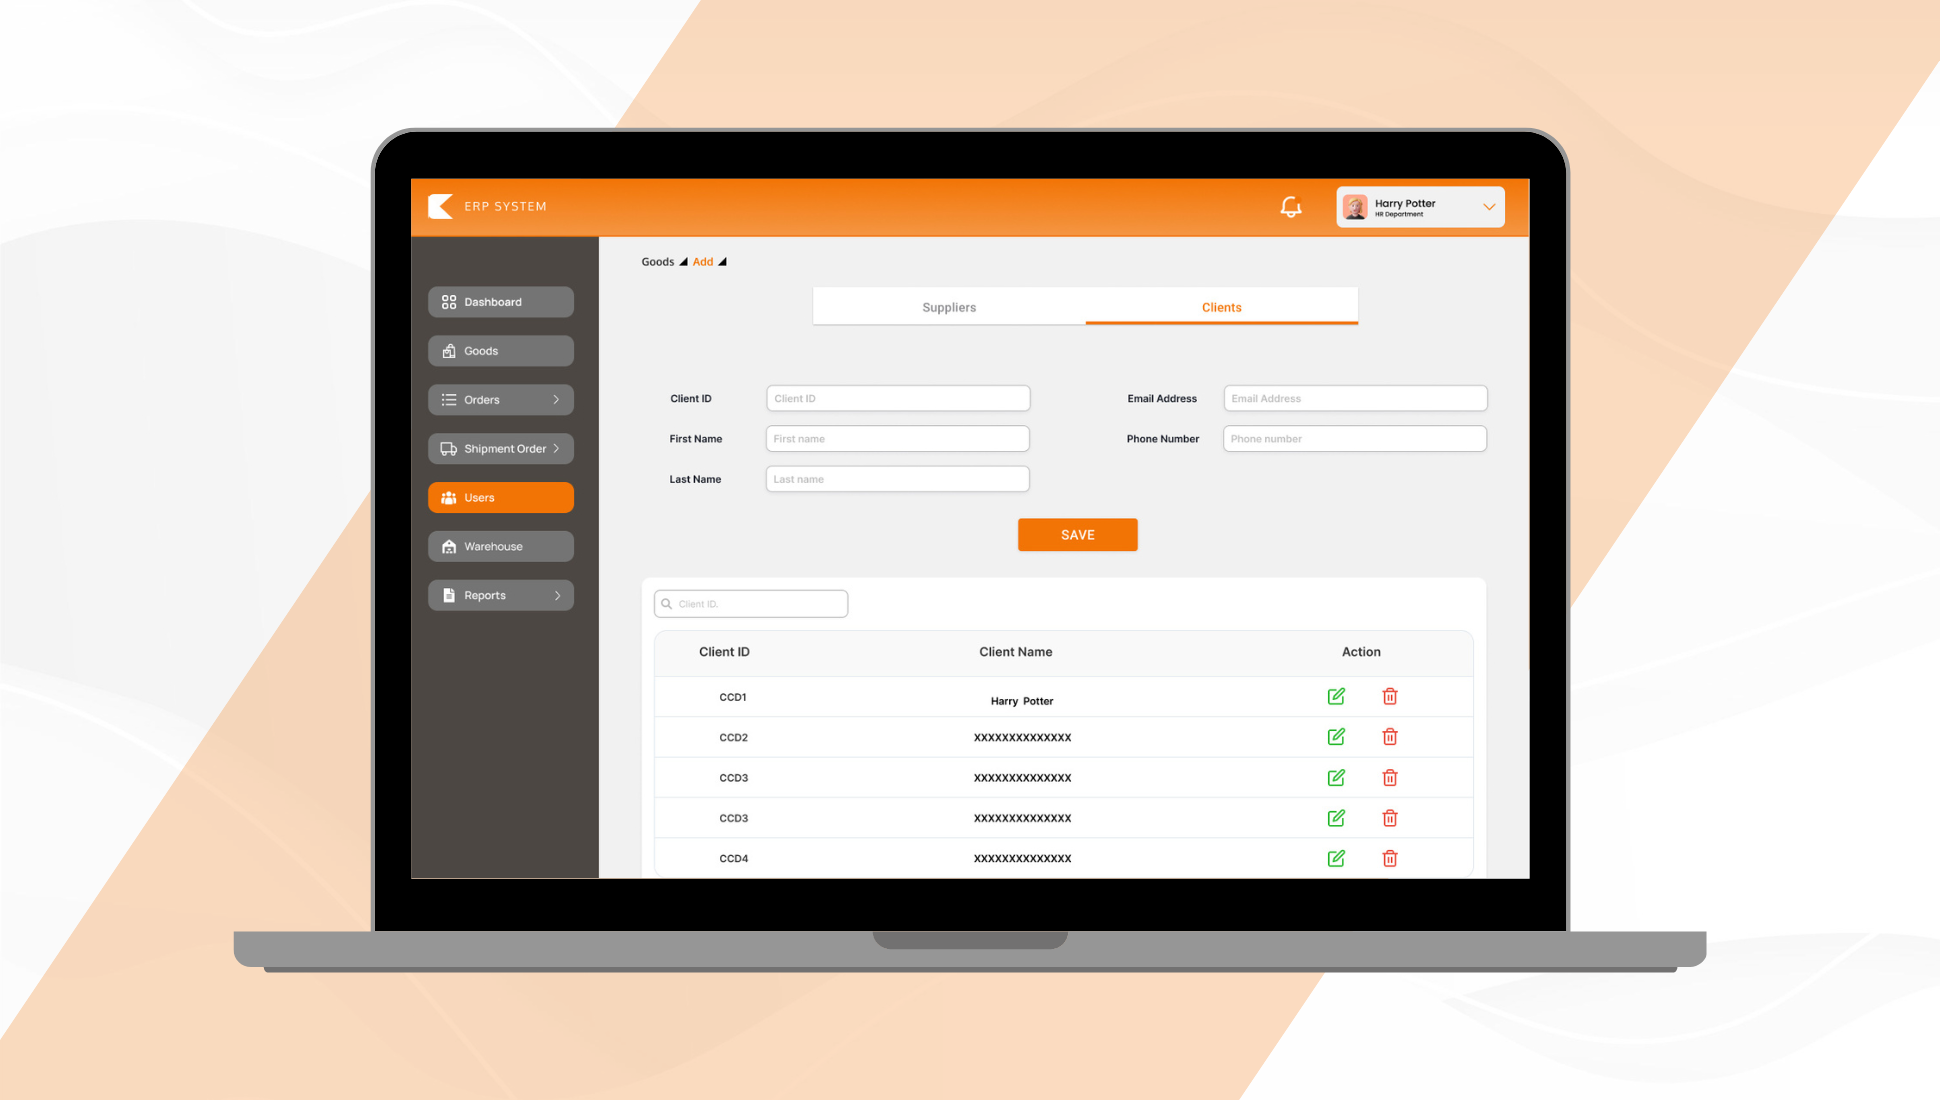 ERP SYSTEM
Harry Potter
HR Department
Dashboard
Goods
Orders
Shipment Order
Users
Warehouse
Reports
Goods Add
Suppliers Clients
Client ID Client ID Email Address Email Address
First Name First name Phone Number Phone number
Last Name Last name
SAVE
Client ID.
Client ID Client Name Action
CCD1 Harry Potter
CCD2 XXXXXXXXXXXXXX
CCD3 XXXXXXXXXXXXXX
CCD3 XXXXXXXXXXXXXX
CCD4 XXXXXXXXXXXXXX